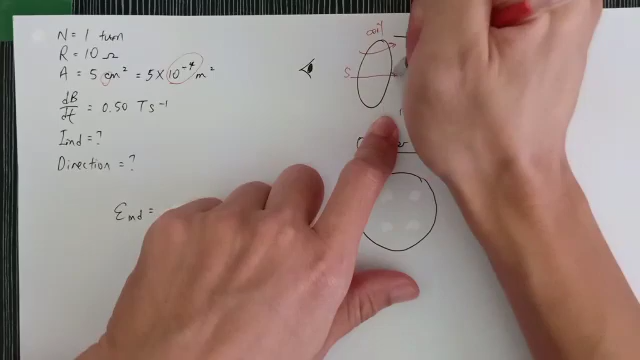 N = 1 turn
R = 10 Ω
A = 5 cm² = 5 × 10⁻⁴ m²
dB/dt = 0.50 T s⁻¹
Iind = ?
Direction = ?
εind =
coil
S